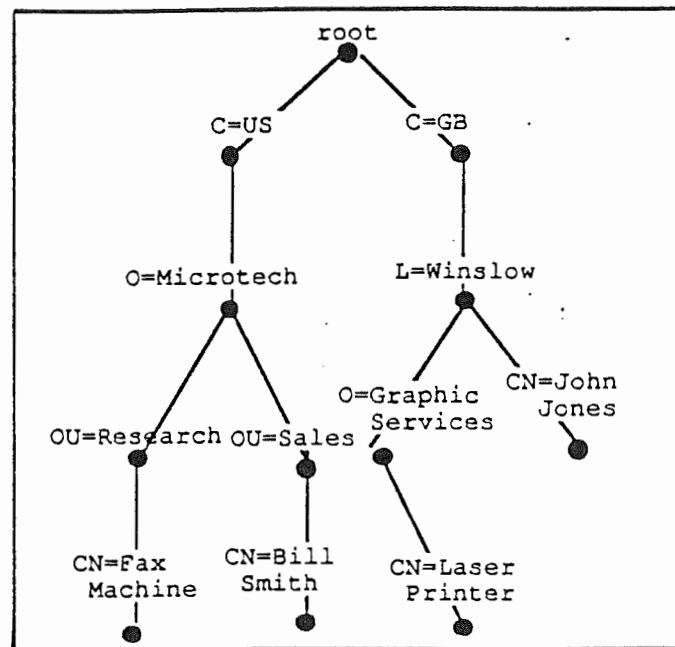 root
C=US
C=GB
O=Microtech
L=Winslow
O=Graphic
Services
CN=John
Jones
OU=Research
OU=Sales
CN=Fax
Machine
CN=Bill
Smith
CN=Laser
Printer